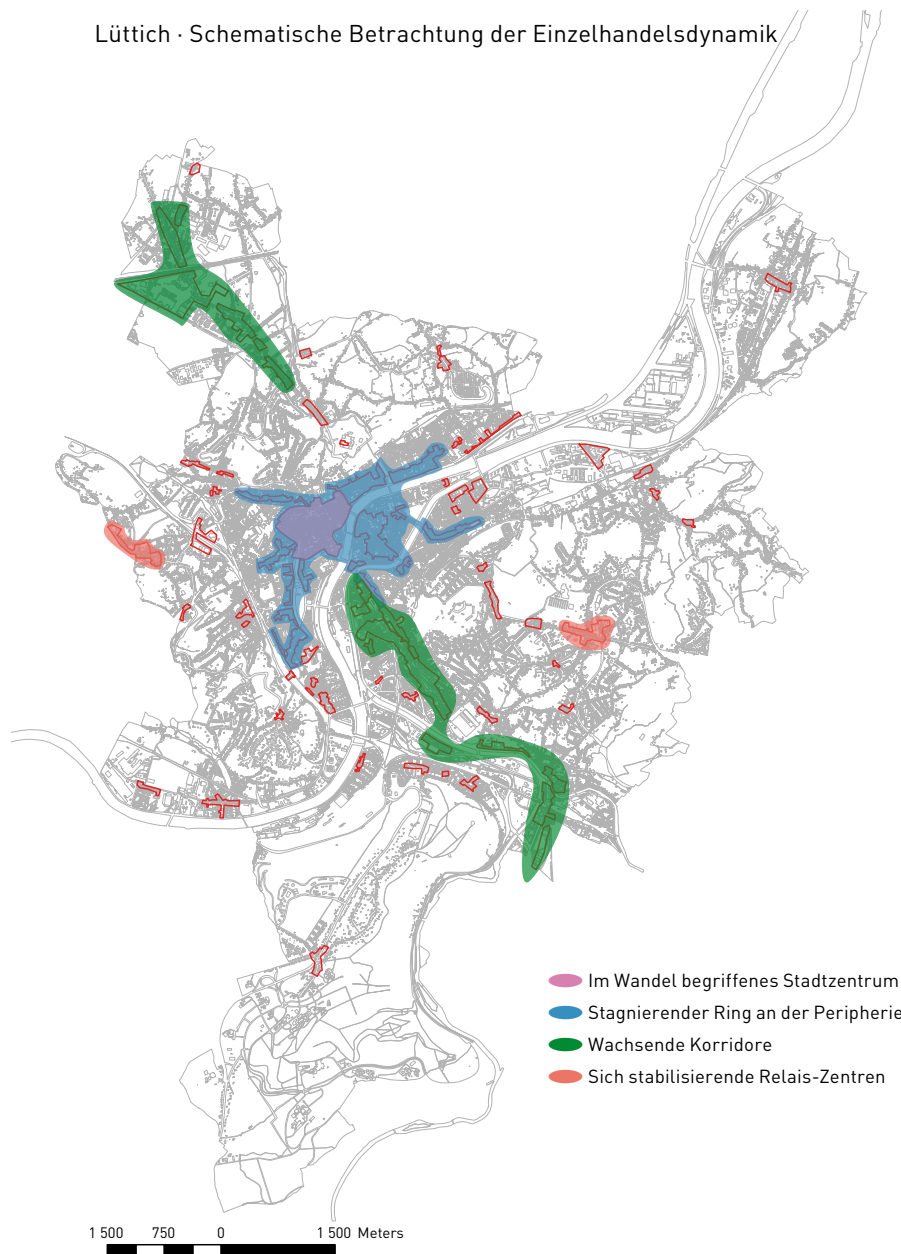 Lüttich · Schematische Betrachtung der Einzelhandelsdynamik
Im Wandel begriffenes Stadtzentrum
Stagnierender Ring an der Peripherie
Wachsende Korridore
Sich stabilisierende Relais-Zentren
1 500 750 0 1 500 Meters